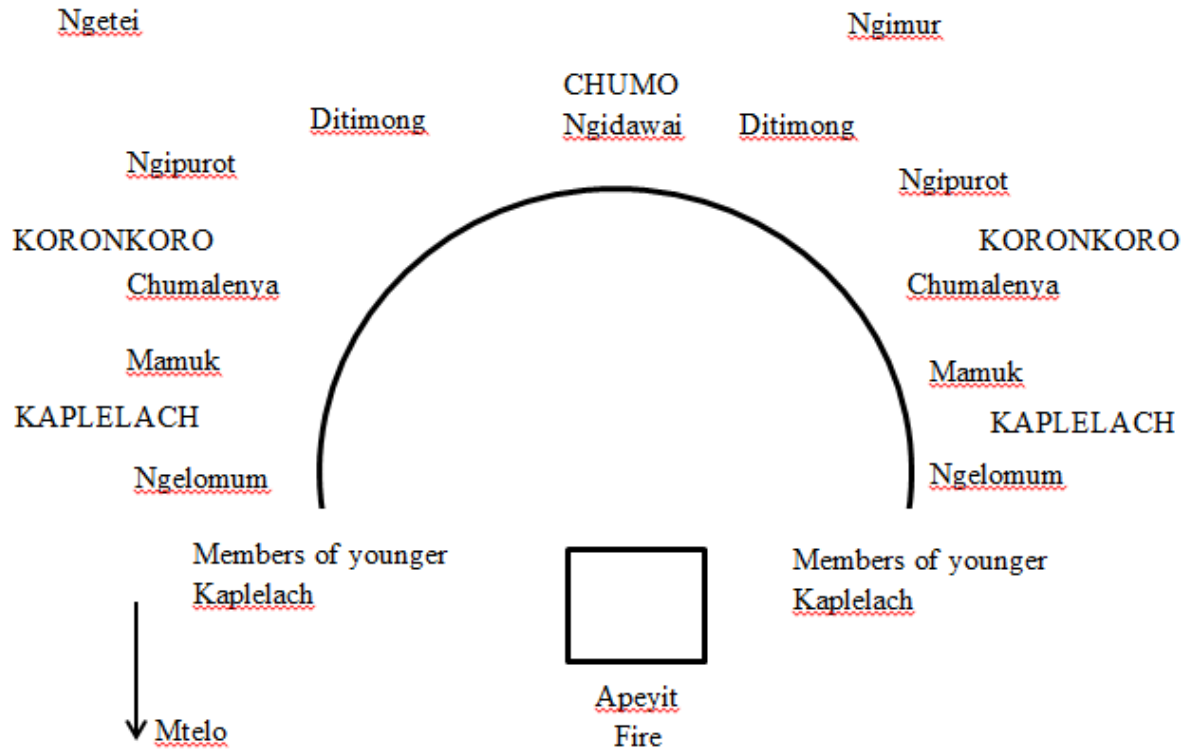 Ngetei
Ngimur
CHUMO
Ditimong
Ngidawai
Ditimong
Ngipurot
Ngipurot
KORONKORO
KORONKORO
Chumalenya
Chumalenya
Mamuk
Mamuk
KAPLELACH
KAPLELACH
Ngelomum
Ngelomum
Members of younger
Kaplelach
Members of younger
Kaplelach
Apeyit
Fire
Mtelo